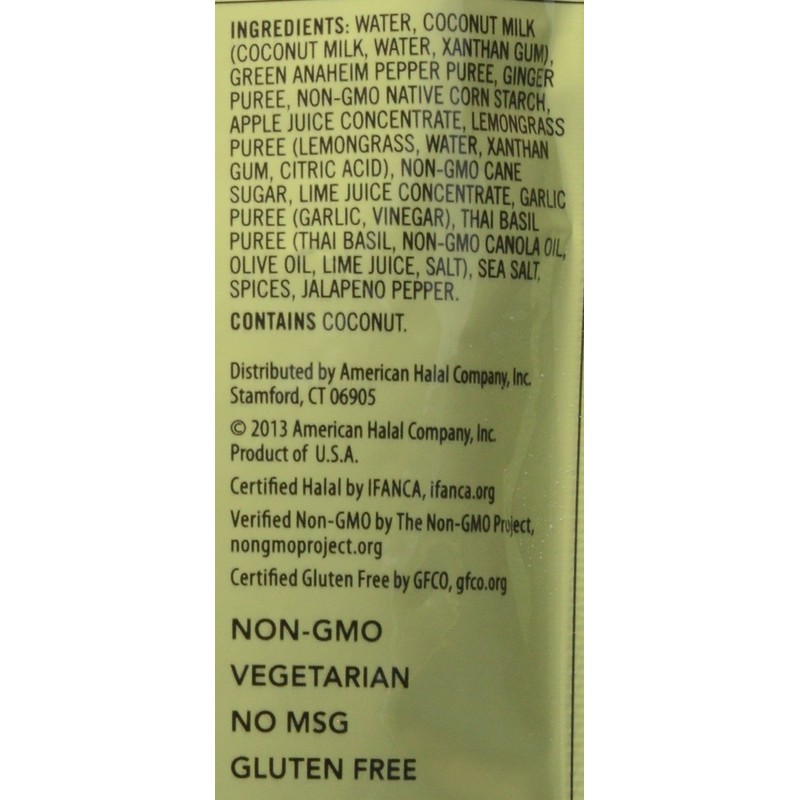 INGREDIENTS: WATER, COCONUT MILK
(COCONUT MILK, WATER, XANTHAN GUM),
GREEN ANAHEIM PEPPER PUREE, GINGER
PUREE, NON-GMO NATIVE CORN STARCH,
APPLE JUICE CONCENTRATE, LEMONGRASS
PUREE (LEMONGRASS, WATER, XANTHAN
GUM, CITRIC ACID), NON-GMO CANE
SUGAR, LIME JUICE CONCENTRATE, GARLIC
PUREE (GARLIC, VINEGAR), THAI BASIL
PUREE (THAI BASIL, NON-GMO CANOLA OIL,
OLIVE OIL, LIME JUICE, SALT), SEA SALT,
SPICES, JALAPENO PEPPER.
CONTAINS COCONUT.
Distributed by American Halal Company, Inc.
Stamford, CT 06905
© 2013 American Halal Company, Inc.
Product of U.S.A.
Certified Halal by IFANCA, ifanca.org
Verified Non-GMO by The Non-GMO Project,
nongmoproject.org
Certified Gluten Free by GFCO, gfco.org
NON-GMO
VEGETARIAN
NO MSG
GLUTEN FREE